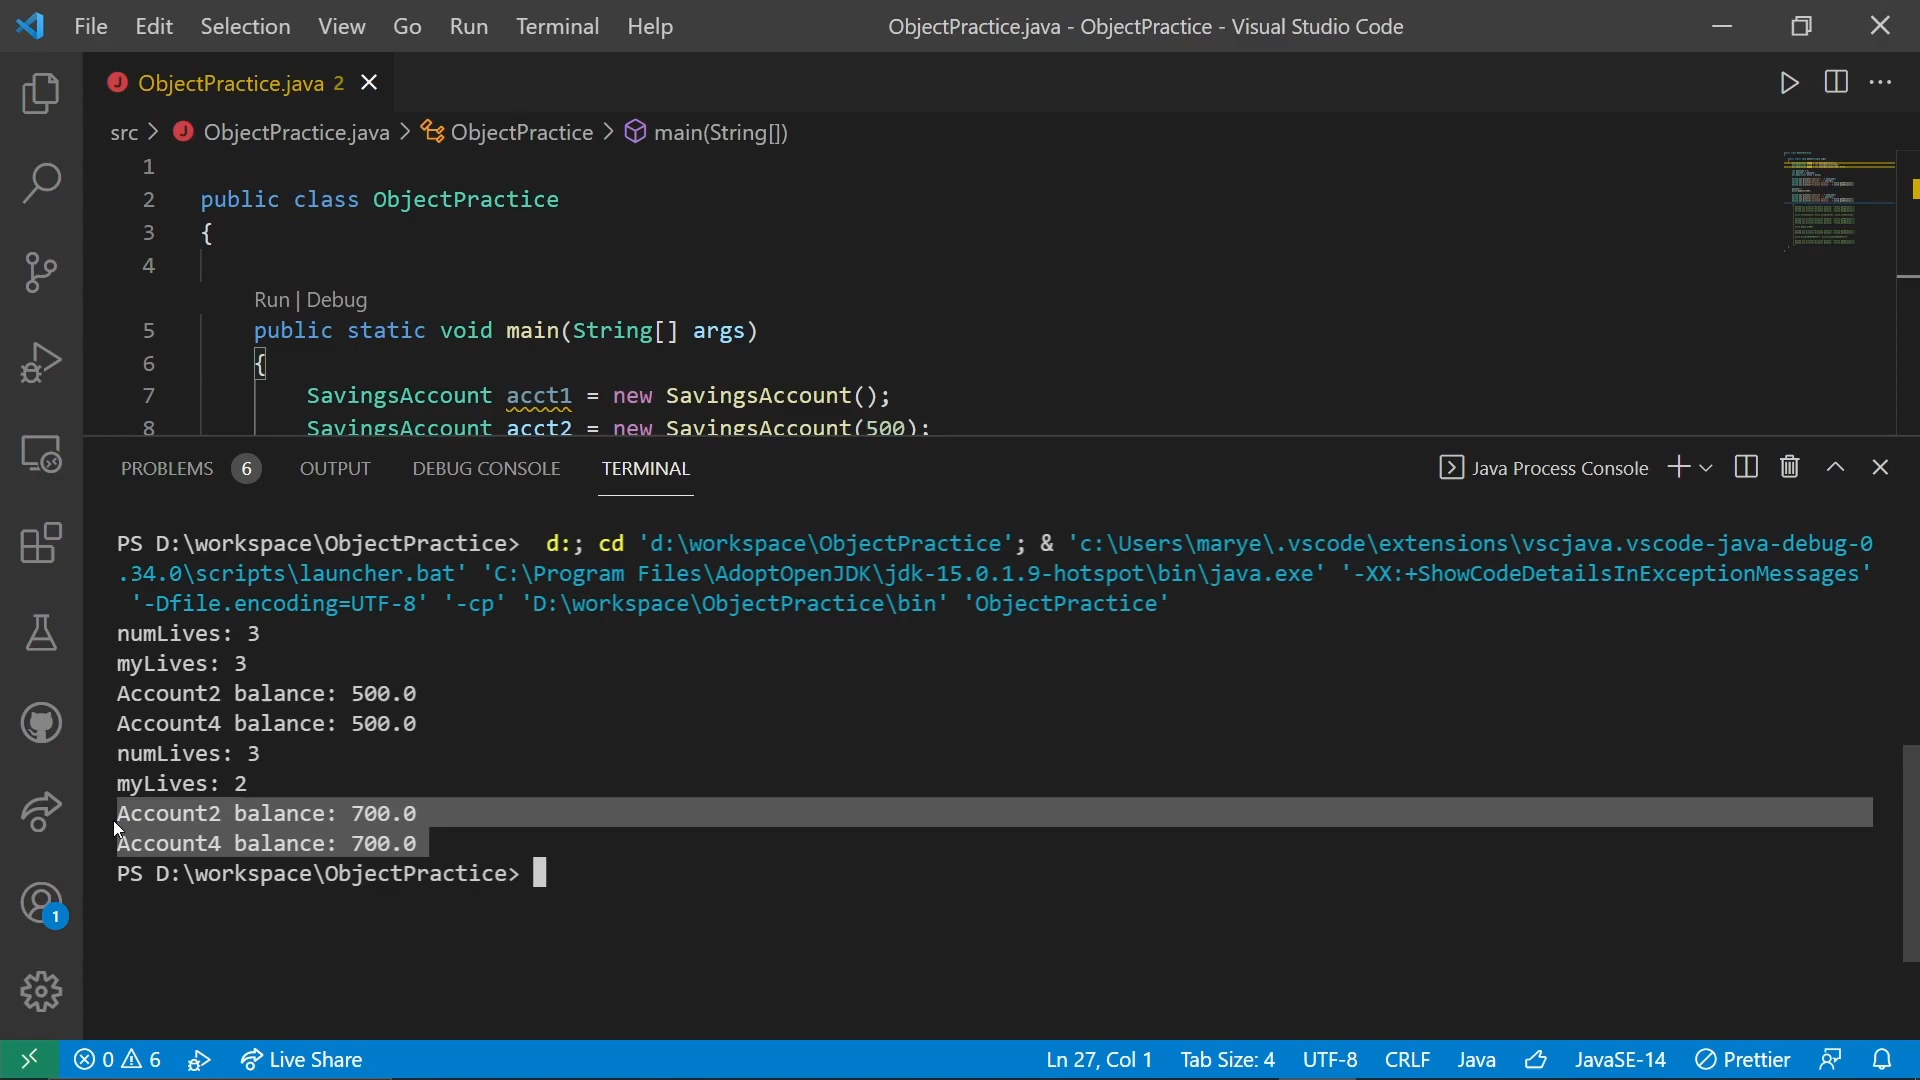 File Edit Selection View Go Run Terminal Help
ObjectPractice.java - ObjectPractice - Visual Studio Code
J ObjectPractice.java 2
src > J ObjectPractice.java > ObjectPractice > main(String[])
1
2 public class ObjectPractice
3 {
4
Run | Debug
5 public static void main(String[] args)
6 {
7 SavingsAccount acct1 = new SavingsAccount();
8 SavingsAccount acct2 = new SavingsAccount(500);
PROBLEMS 6 OUTPUT DEBUG CONSOLE TERMINAL
Java Process Console
PS D:\workspace\ObjectPractice> d:; cd 'd:\workspace\ObjectPractice'; & 'c:\Users\marye\.vscode\extensions\vscjava.vscode-java-debug-0
.34.0\scripts\launcher.bat' 'C:\Program Files\AdoptOpenJDK\jdk-15.0.1.9-hotspot\bin\java.exe' '-XX:+ShowCodeDetailsInExceptionMessages'
'-Dfile.encoding=UTF-8' '-cp' 'D:\workspace\ObjectPractice\bin' 'ObjectPractice'
numLives: 3
myLives: 3
Account2 balance: 500.0
Account4 balance: 500.0
numLives: 3
myLives: 2
Account2 balance: 700.0
Account4 balance: 700.0
PS D:\workspace\ObjectPractice>
1
0 6 Live Share
Ln 27, Col 1 Tab Size: 4 UTF-8 CRLF Java JavaSE-14 Prettier